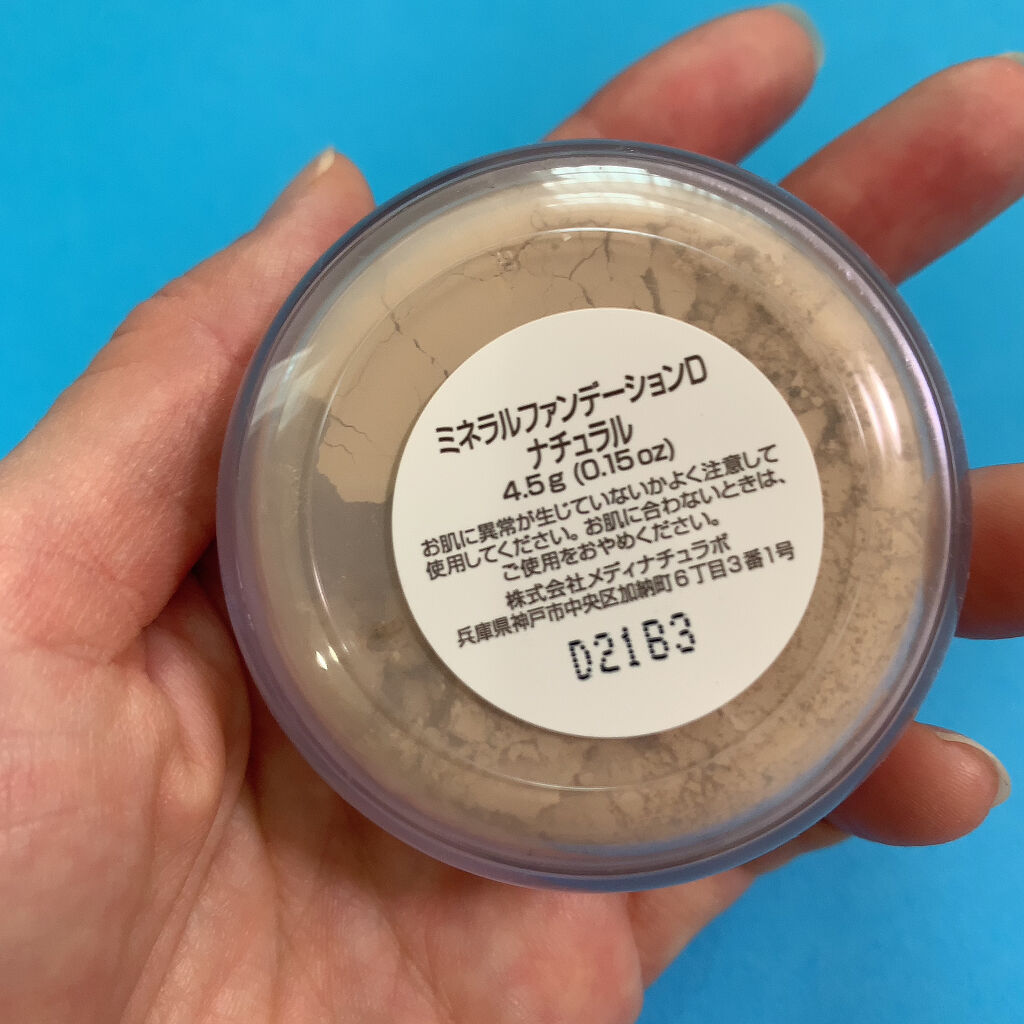 ミネラルファンデーションD
ナチュラル
4.5g (0.15oz)
お肌に異常が生じていないかよく注意して
使用してください。お肌に合わないときは、
ご使用をおやめください。
株式会社メディナチュラボ
兵庫県神戸市中央区加納町6丁目3番1号
D21B3